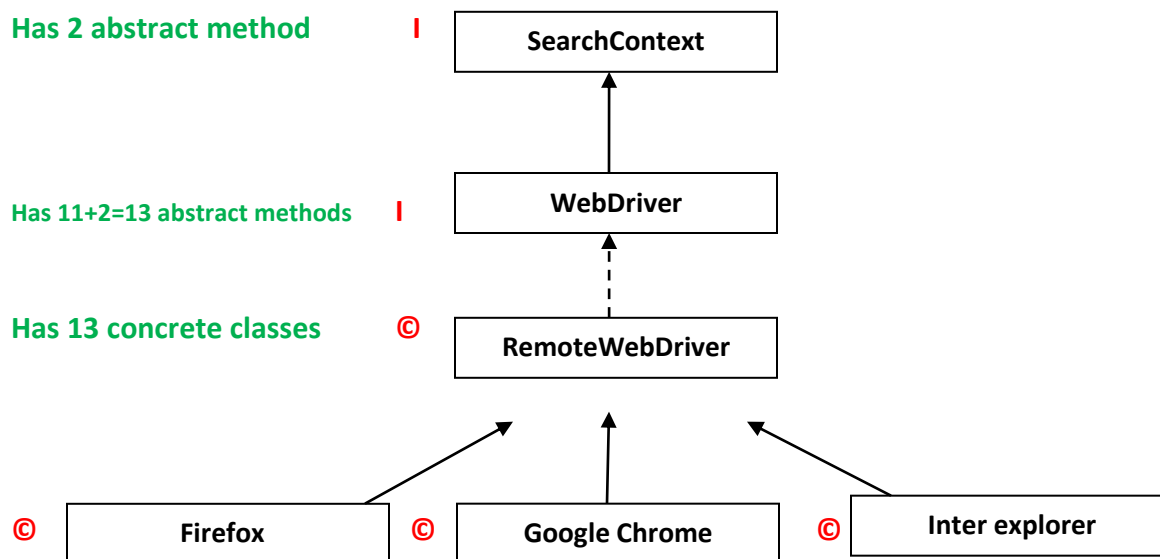 Has 2 abstract method I SearchContext
Has 11+2=13 abstract methods I WebDriver
Has 13 concrete classes © RemoteWebDriver
© Firefox © Google Chrome © Inter explorer